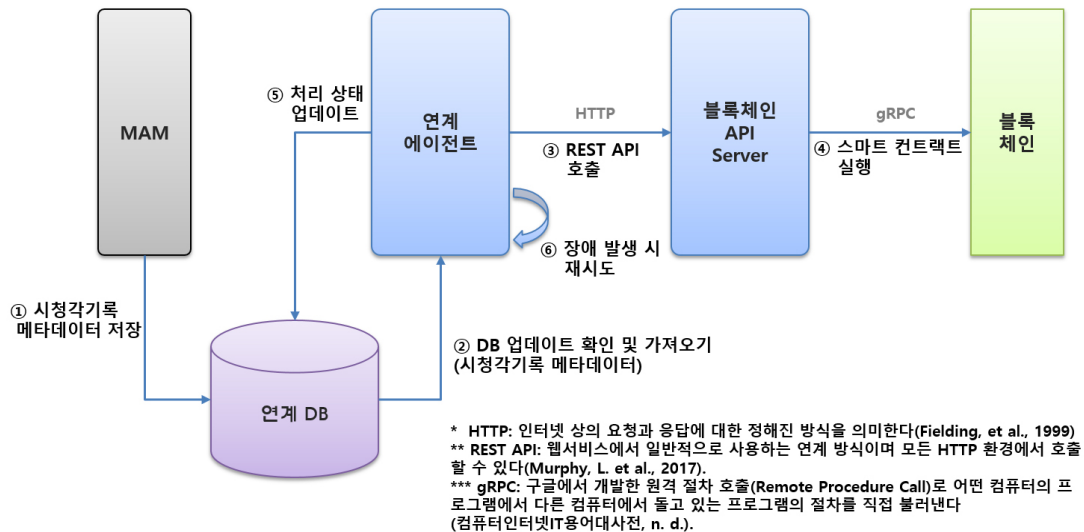 MAM
① 시청각기록
메타데이터 저장
연계 DB
⑤ 처리 상태
업데이트
연계
에이전트
② DB 업데이트 확인 및 가져오기
(시청각기록 메타데이터)
HTTP
③ REST API
호출
⑥ 장애 발생 시
재시도
블록체인
API
Server
gRPC
④ 스마트 컨트랙트
실행
블록
체인
* HTTP: 인터넷 상의 요청과 응답에 대한 정해진 방식을 의미한다(Fielding, et al., 1999)
** REST API: 웹서비스에서 일반적으로 사용하는 연계 방식이며 모든 HTTP 환경에서 호출
할 수 있다(Murphy, L. et al., 2017).
*** gRPC: 구글에서 개발한 원격 절차 호출(Remote Procedure Call)로 어떤 컴퓨터의 프
로그램에서 다른 컴퓨터에서 돌고 있는 프로그램의 절차를 직접 불러낸다
(컴퓨터인터넷IT용어대사전, n. d.).